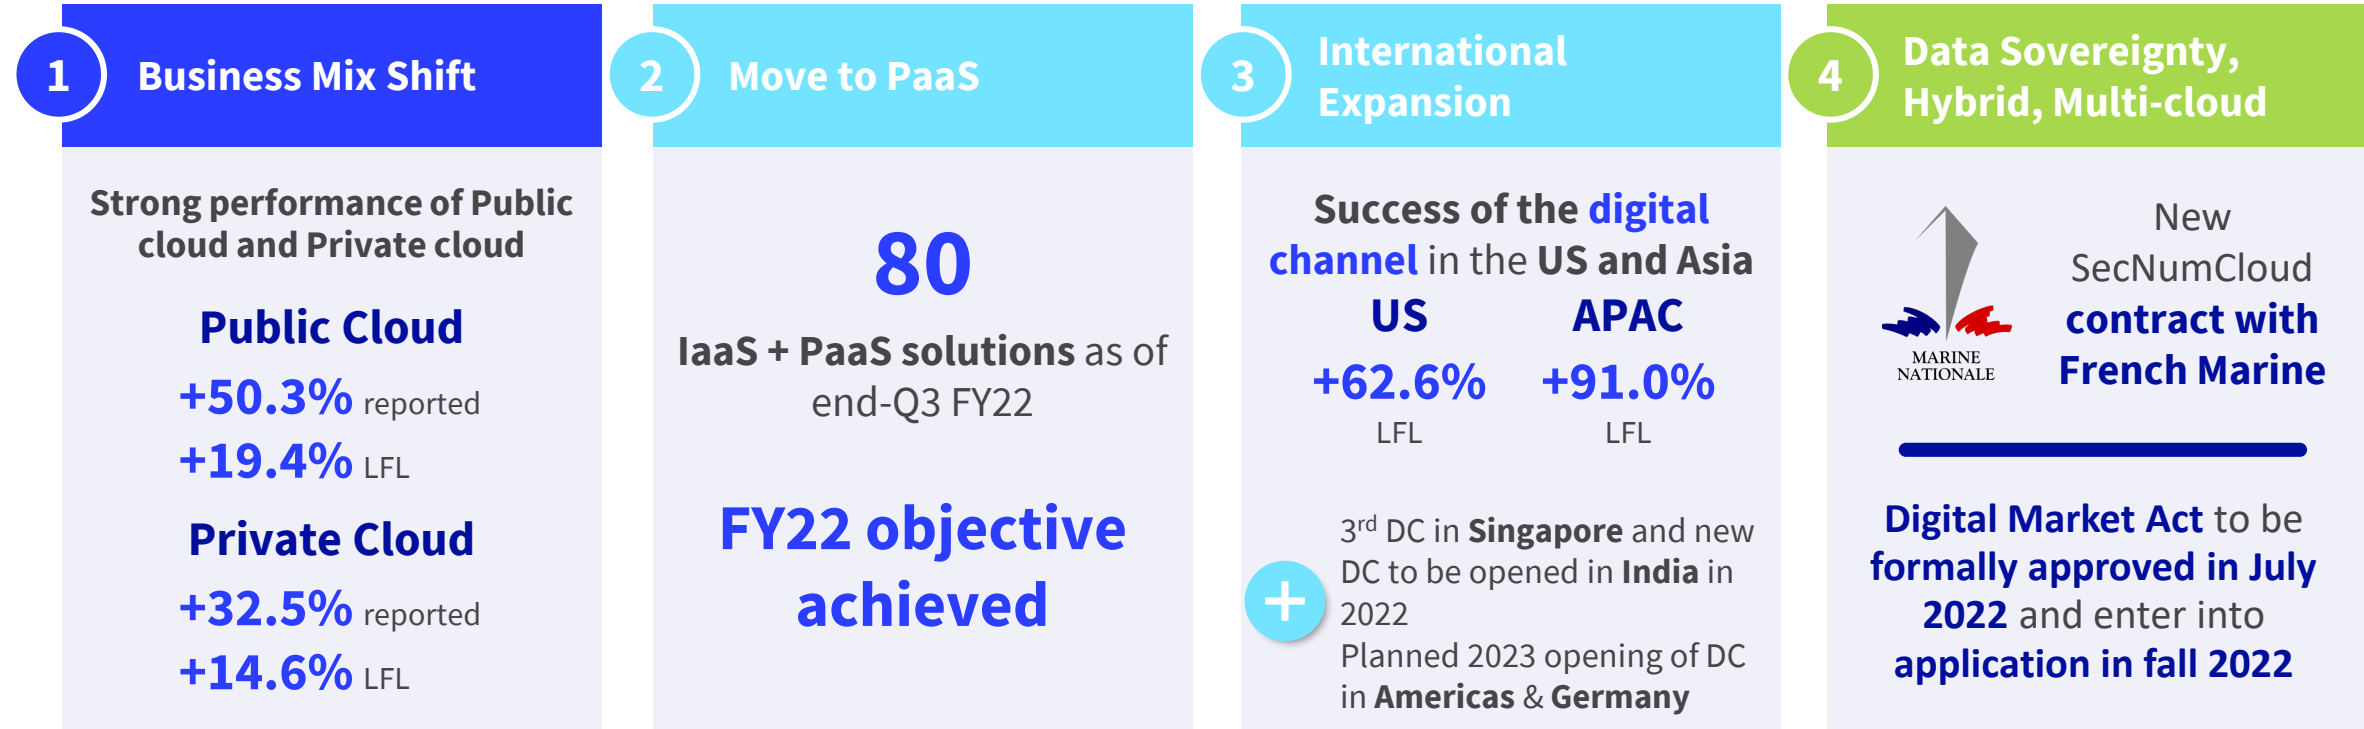 1
Business Mix Shift
Strong performance of Public
cloud and Private cloud
Public Cloud
+50.3% reported
+19.4% LFL
Private Cloud
+32.5% reported
+14.6% LFL
2
Move to PaaS
80
IaaS + PaaS solutions as of
end-Q3 FY22
FY22 objective
achieved
3
International
Expansion
Success of the digital
channel in the US and Asia
US APAC
+62.6% +91.0%
LFL LFL
+
3rd DC in Singapore and new
DC to be opened in India in
2022
Planned 2023 opening of DC
in Americas & Germany
4
Data Sovereignty,
Hybrid, Multi-cloud
MARINE
NATIONALE
New
SecNumCloud
contract with
French Marine
Digital Market Act to be
formally approved in July
2022 and enter into
application in fall 2022